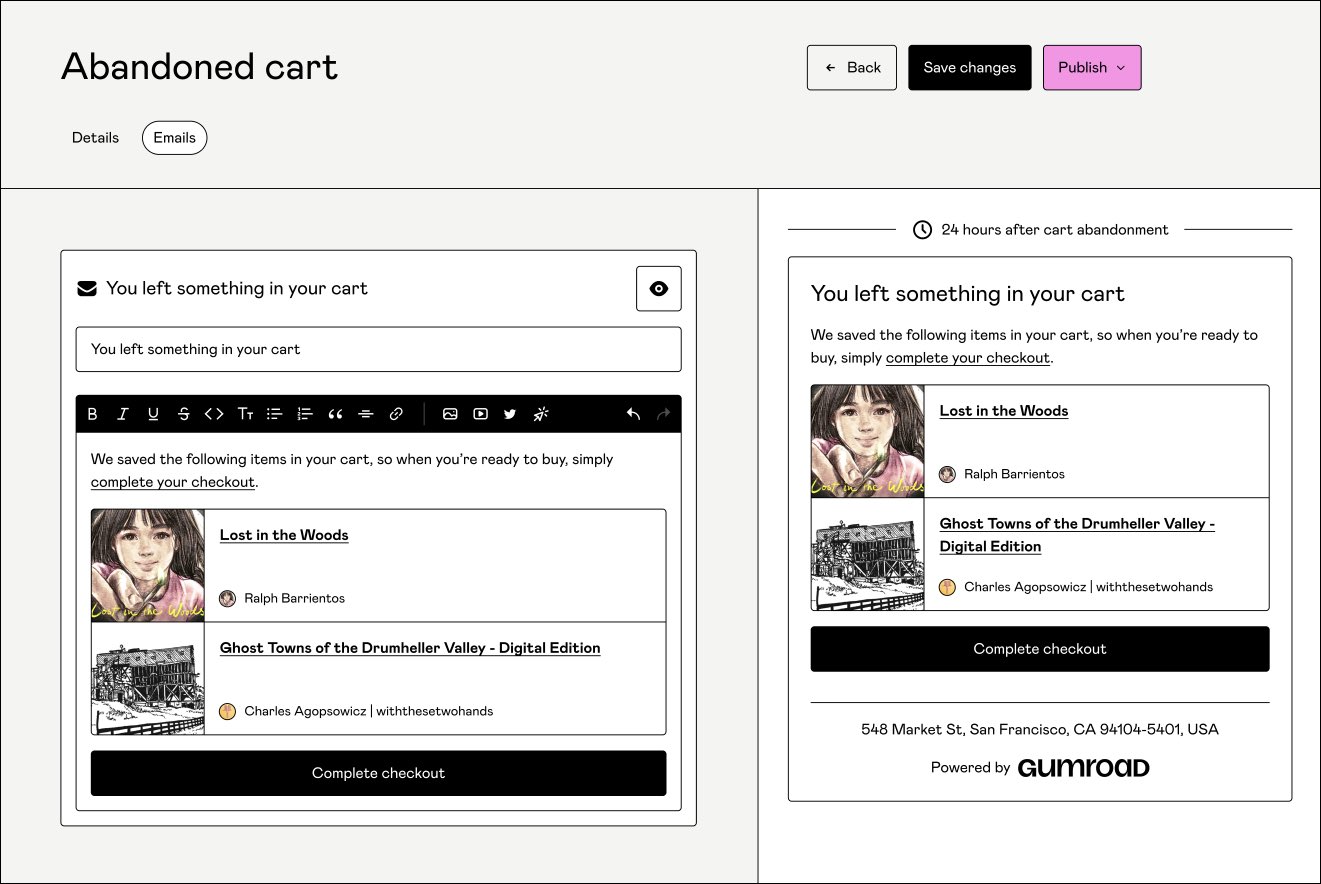 Abandoned cart
Back
Save changes
Publish
Details
Emails
You left something in your cart
You left something in your cart
B I U S <> TT
We saved the following items in your cart, so when you’re ready to buy, simply
complete your checkout.
Lost in the Woods
Lost in the Woods
Ralph Barrientos
Ghost Towns of the Drumheller Valley - Digital Edition
Charles Agopsowicz | withthesetwohands
Complete checkout
24 hours after cart abandonment
You left something in your cart
We saved the following items in your cart, so when you’re ready to
buy, simply complete your checkout.
Lost in the Woods
Lost in the Woods
Ralph Barrientos
Ghost Towns of the Drumheller Valley -
Digital Edition
Charles Agopsowicz | withthesetwohands
Complete checkout
548 Market St, San Francisco, CA 94104-5401, USA
Powered by GUMROAD